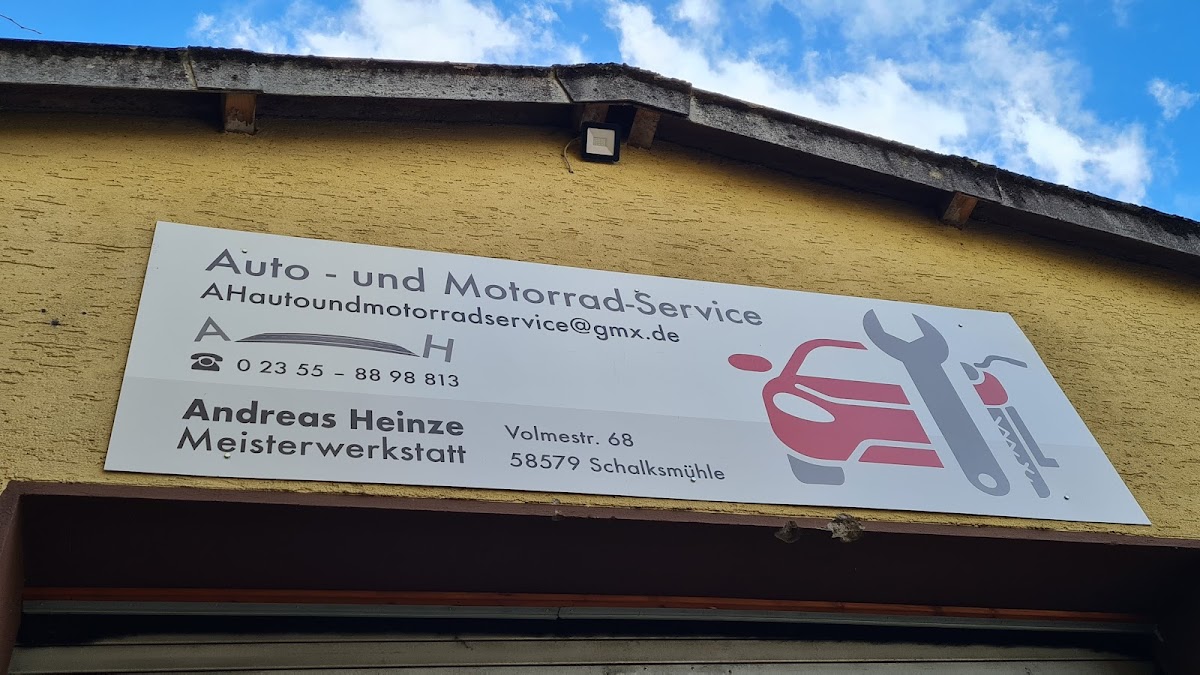 Auto - und Motorrad-Service
AHautoundmotorradservice@gmx.de
A H
☎ 0 23 55 – 88 98 813
Andreas Heinze
Meisterwerkstatt
Volmestr. 68
58579 Schalksmühle